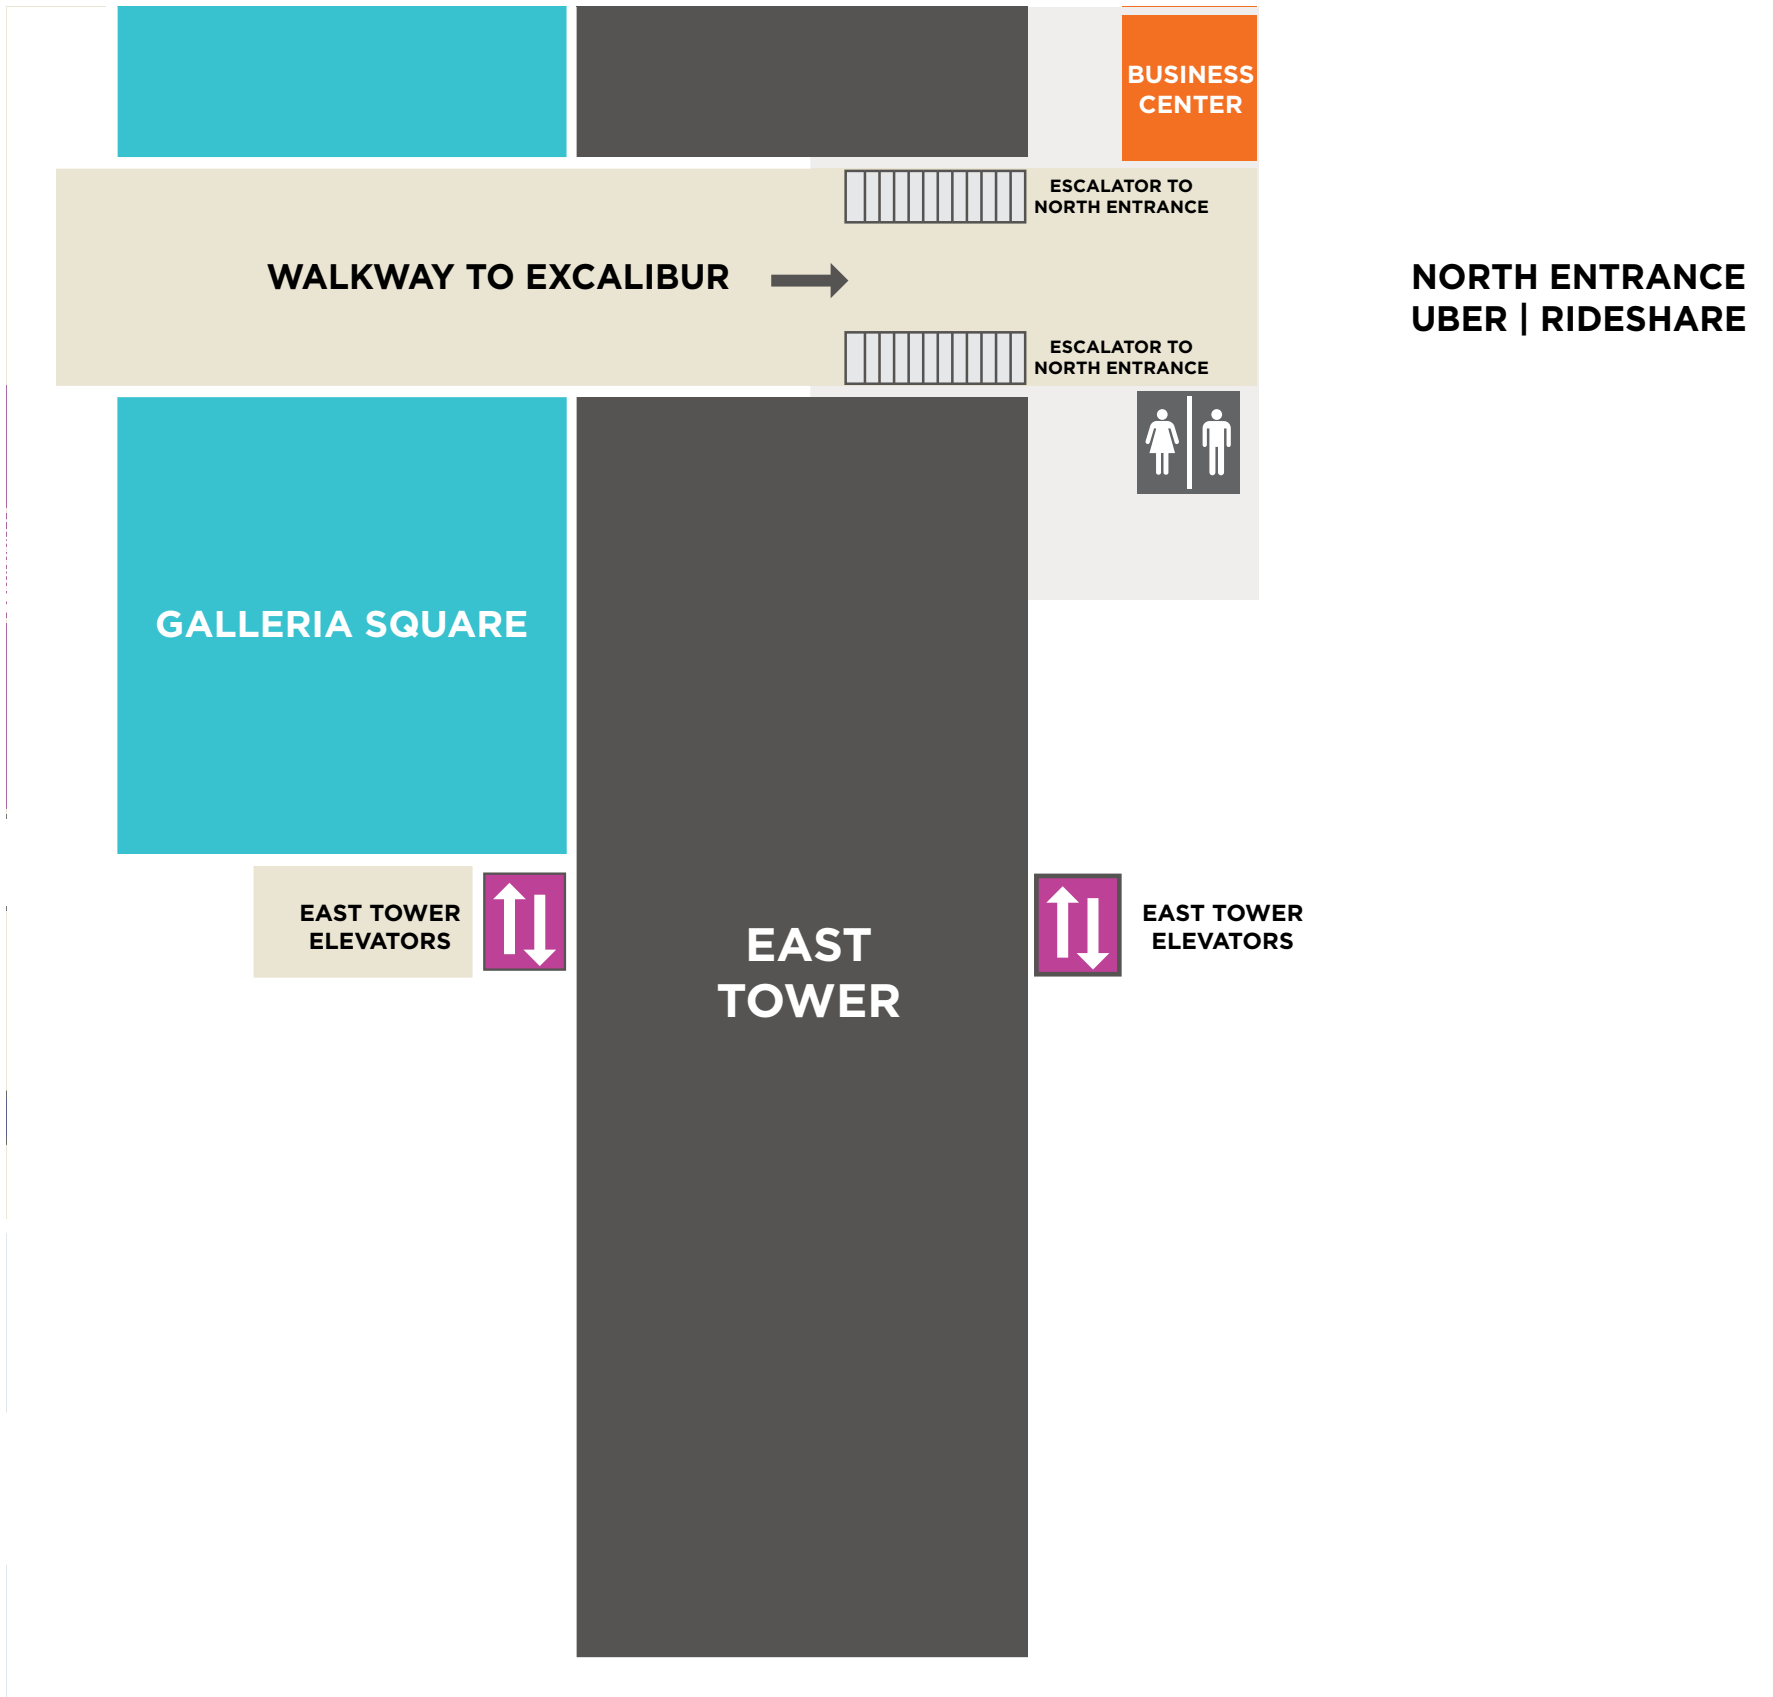 BUSINESS
CENTER
ESCALATOR TO
NORTH ENTRANCE
WALKWAY TO EXCALIBUR
NORTH ENTRANCE
UBER | RIDESHARE
ESCALATOR TO
NORTH ENTRANCE
GALLERIA SQUARE
EAST TOWER
ELEVATORS
EAST
TOWER
EAST TOWER
ELEVATORS